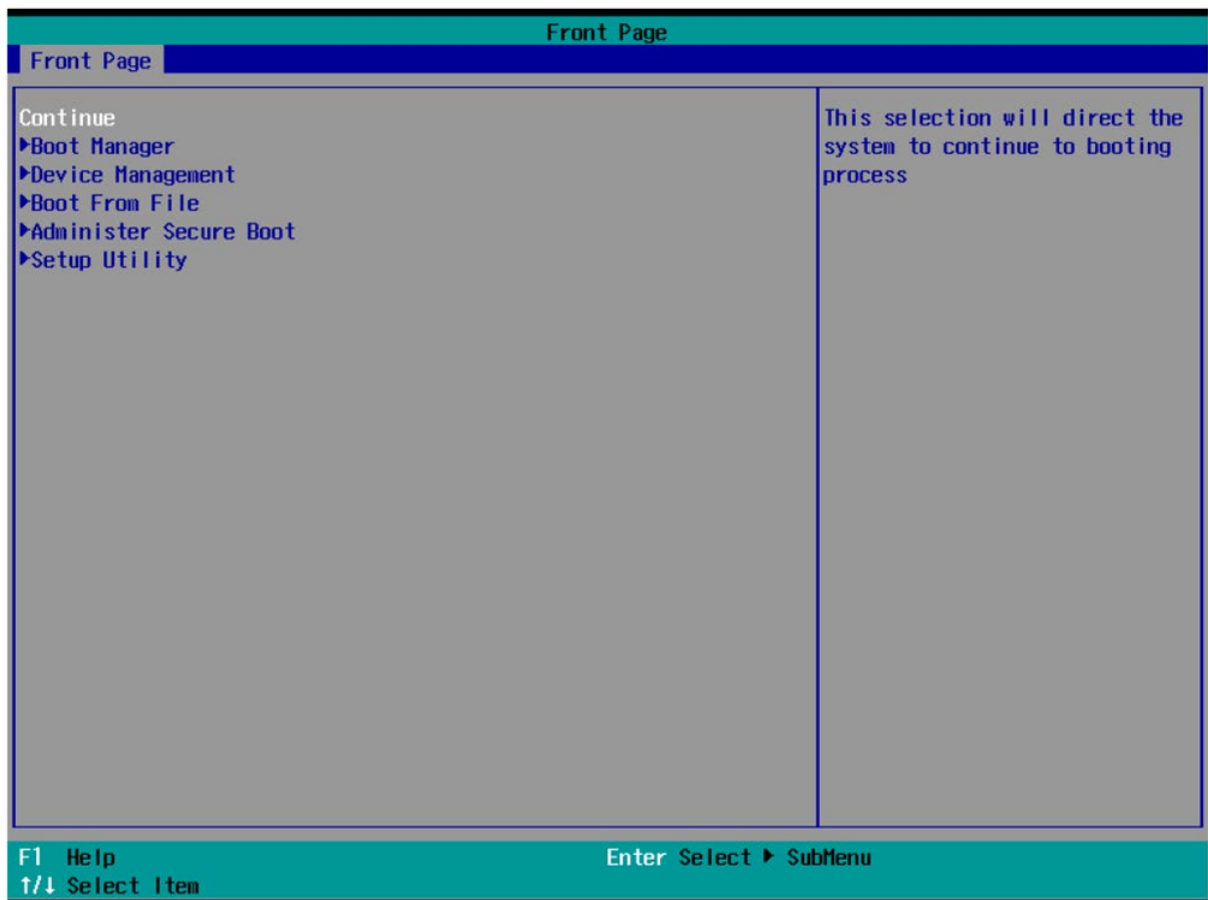 Front Page
Front Page
Continue
▶Boot Manager
▶Device Management
▶Boot From File
▶Administer Secure Boot
▶Setup Utility
This selection will direct the
system to continue to booting
process
F1 Help
Enter Select ▶ SubMenu
↑/↓ Select Item